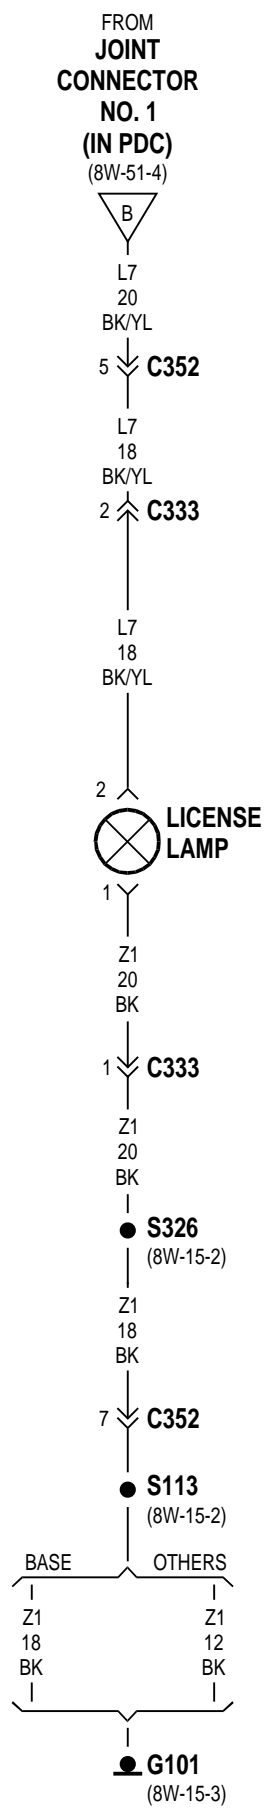 FROM
JOINT
CONNECTOR
NO. 1
(IN PDC)
(8W-51-4)
B
L7
20
BK/YL
5 C352
L7
18
BK/YL
2 C333
L7
18
BK/YL
2
LICENSE
LAMP
1
Z1
20
BK
1 C333
Z1
20
BK
S326
(8W-15-2)
Z1
18
BK
7 C352
S113
(8W-15-2)
BASE OTHERS
Z1 Z1
18 12
BK BK
G101
(8W-15-3)